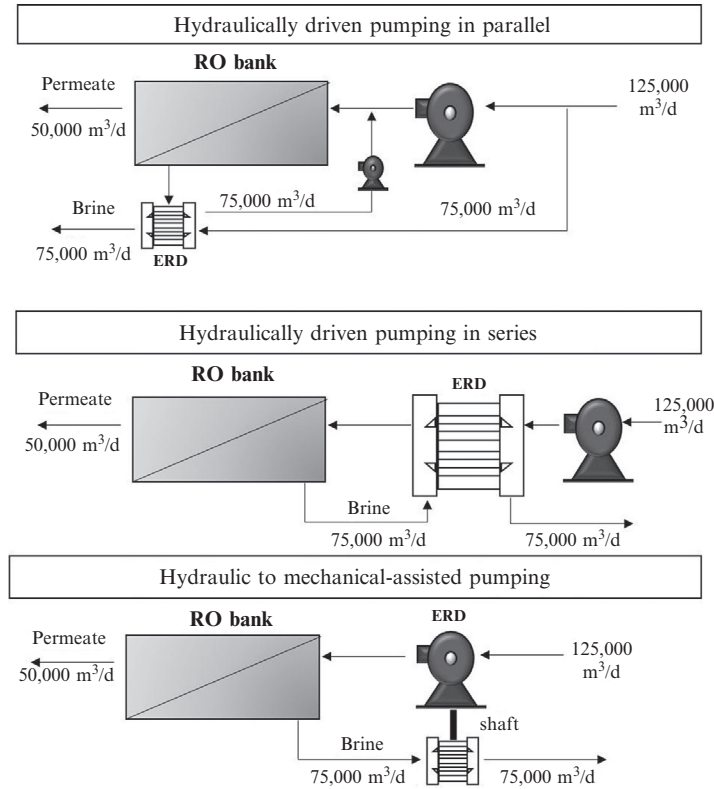 Hydraulically driven pumping in parallel
RO bank
Permeate
50,000 m³/d
125,000
m³/d
75,000 m³/d
75,000 m³/d
Brine
75,000 m³/d
ERD
Hydraulically driven pumping in series
RO bank
ERD
Permeate
50,000 m³/d
125,000
m³/d
Brine
75,000 m³/d
75,000 m³/d
Hydraulic to mechanical-assisted pumping
RO bank
ERD
Permeate
50,000 m³/d
125,000
m³/d
shaft
Brine
75,000 m³/d
75,000 m³/d